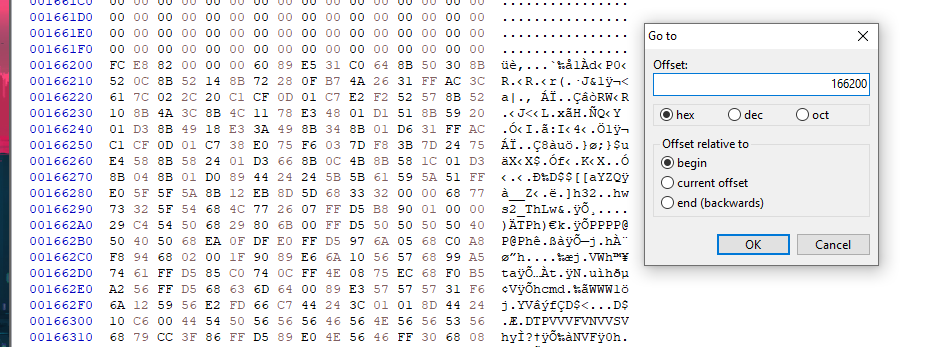 001661C0 00 00 00 00 00 00 00 00 00 00 00 00 00 00 00 00 ................
001661D0 00 00 00 00 00 00 00 00 00 00 00 00 00 00 00 00 ................
001661E0 00 00 00 00 00 00 00 00 00 00 00 00 00 00 00 00 ................
001661F0 00 00 00 00 00 00 00 00 00 00 00 00 00 00 00 00 ................
00166200 FC E8 82 00 00 00 60 89 E5 31 C0 64 8B 50 30 8B üè‚...`‰å1Àd‹P0‹
00166210 52 0C 8B 52 14 8B 72 28 0F B7 4A 26 31 FF AC 3C R.‹R.‹r(.·J&1ÿ¬<
00166220 61 7C 02 2C 20 C1 CF 0D 01 C7 E2 F2 52 57 8B 52 a|., ÁÏ..ÇâòRW‹R
00166230 10 8B 4A 3C 8B 4C 11 78 E3 48 01 D1 51 8B 59 20 .‹J<‹L.xãH.ÑQ‹Y
00166240 01 D3 8B 49 18 E3 3A 49 8B 34 8B 01 D6 31 FF AC .Ó‹I.ã:I‹4‹.Ö1ÿ¬
00166250 C1 CF 0D 01 C7 38 E0 75 F6 03 7D F8 3B 7D 24 75 ÁÏ..Ç8àuö.}ø;}$u
00166260 E4 58 8B 58 24 01 D3 66 8B 0C 4B 8B 58 1C 01 D3 äX‹X$.Óf‹.K‹X..Ó
00166270 8B 04 8B 01 D0 89 44 24 24 5B 5B 61 59 5A 51 FF ‹.‹.Ð‰D$$[[aYZQÿ
00166280 E0 5F 5F 5A 8B 12 EB 8D 5D 68 33 32 00 00 68 77 à__Z‹.ë.]h32..hw
00166290 73 32 5F 54 68 4C 77 26 07 FF D5 B8 90 01 00 00 s2_ThLw&.ÿÕ¸....
001662A0 29 C4 54 50 68 29 80 6B 00 FF D5 50 50 50 50 40 )ÄTPh)€k.ÿÕPPPP@
001662B0 50 40 50 68 EA 0F DF E0 FF D5 97 6A 05 68 C0 A8 P@Phê.ßàÿÕ—j.hÀ¨
001662C0 F8 94 68 02 00 1F 90 89 E6 6A 10 56 57 68 99 A5 ø”h....‰æj.VWh™¥
001662D0 74 61 FF D5 85 C0 74 0C FF 4E 08 75 EC 68 F0 B5 taÿÕ…Àt.ÿN.uìhðµ
001662E0 A2 56 FF D5 68 63 6D 64 00 89 E3 57 57 57 31 F6 ¢VÿÕhcmd.‰ãWWW1ö
001662F0 6A 12 59 56 E2 FD 66 C7 44 24 3C 01 01 8D 44 24 j.YVâýfÇD$<...D$
00166300 10 C6 00 44 54 50 56 56 56 46 56 4E 56 56 53 56 .Æ.DTPVVVFVNVVSV
00166310 68 79 CC 3F 86 FF D5 89 E0 4E 56 46 FF 30 68 08 hyÌ?†ÿÕ‰àNVFÿ0h.
Go to
Offset:
166200
hex dec oct
Offset relative to
begin
current offset
end (backwards)
OK Cancel